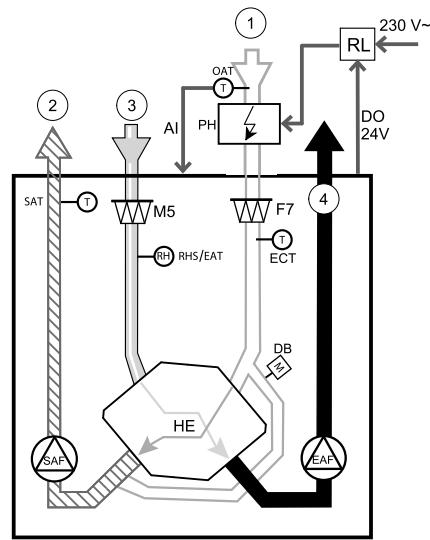 1
230 V~
RL
OAT
T
2
3
AI
PH
DO
24V
4
SAT
T
M5
F7
RH
RHS/EAT
T
ECT
DB
M
HE
SAF
EAF